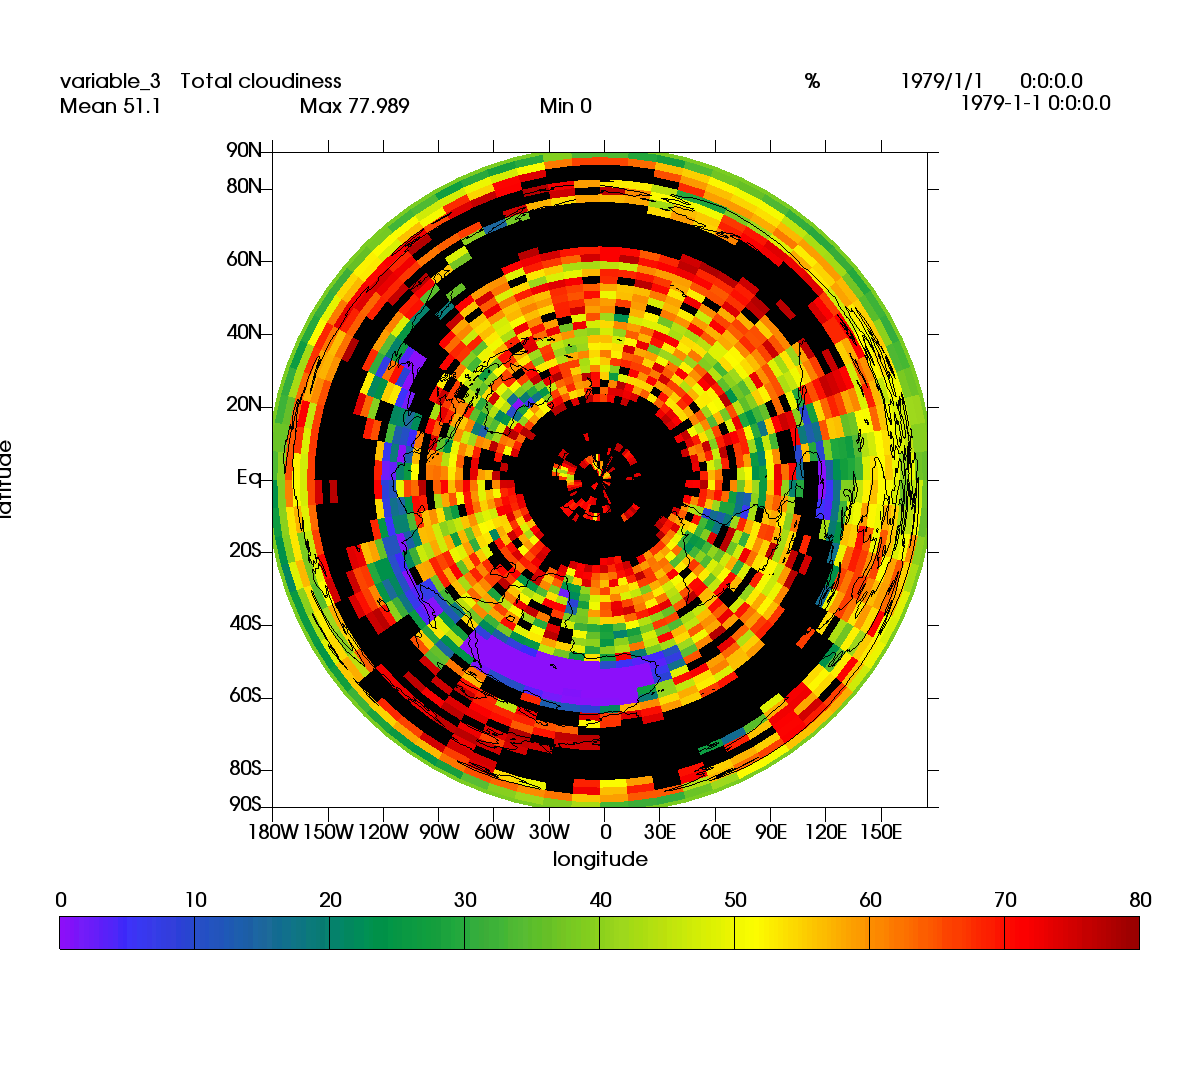 variable_3 Total cloudiness % 1979/1/1 0:0:0.0
Mean 51.1 Max 77.989 Min 0 1979-1-1 0:0:0.0
90N
80N
60N
40N
20N
Eq
20S
40S
60S
80S
90S
latitude
180W 150W 120W 90W 60W 30W 0 30E 60E 90E 120E 150E
longitude
0 10 20 30 40 50 60 70 80